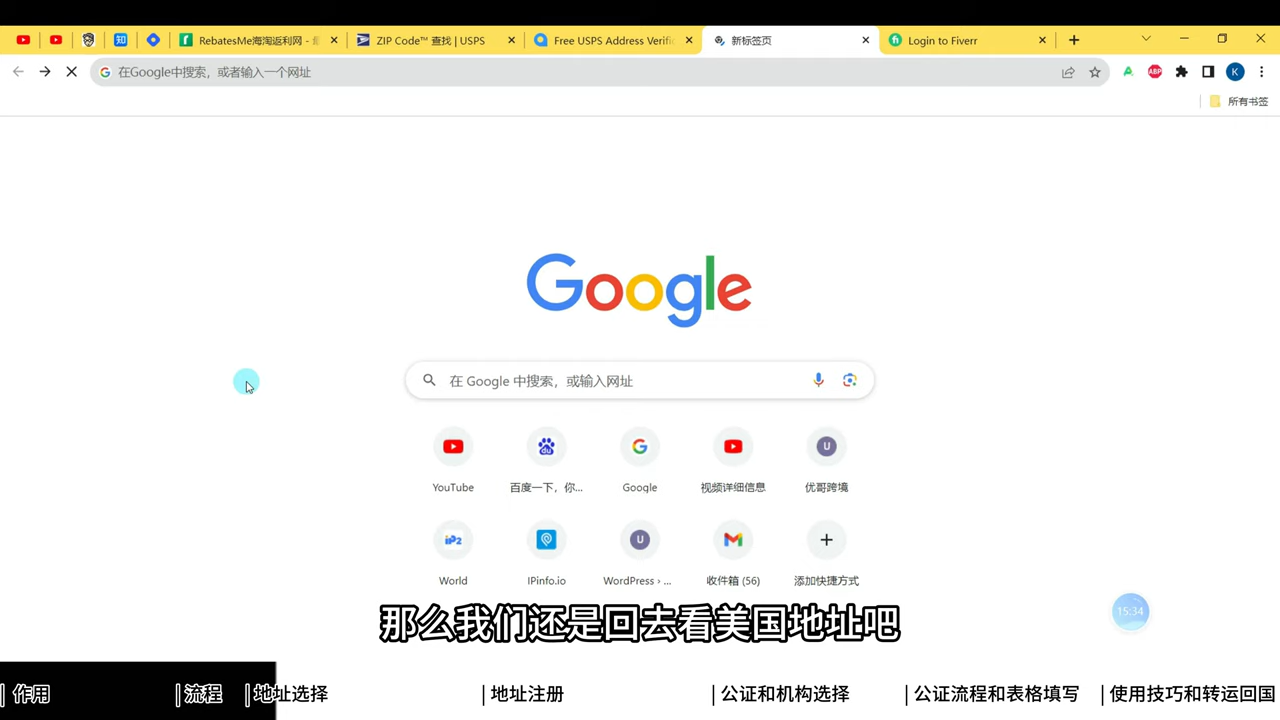 RebatesMe海淘返利网 -
ZIP Code™ 查找 | USPS
Free USPS Address Verific
新标签页
Login to Fiverr
在Google中搜索，或者输入一个网址
ABP
K
所有书签
Google
在 Google 中搜索，或输入网址
YouTube
百度一下，你...
Google
视频详细信息
优哥跨境
World
IPinfo.io
WordPress › ...
收件箱 (56)
添加快捷方式
那么我们还是回去看美国地址吧
15:34
| 作用
| 流程
| 地址选择
| 地址注册
| 公证和机构选择
| 公证流程和表格填写
| 使用技巧和转运回国